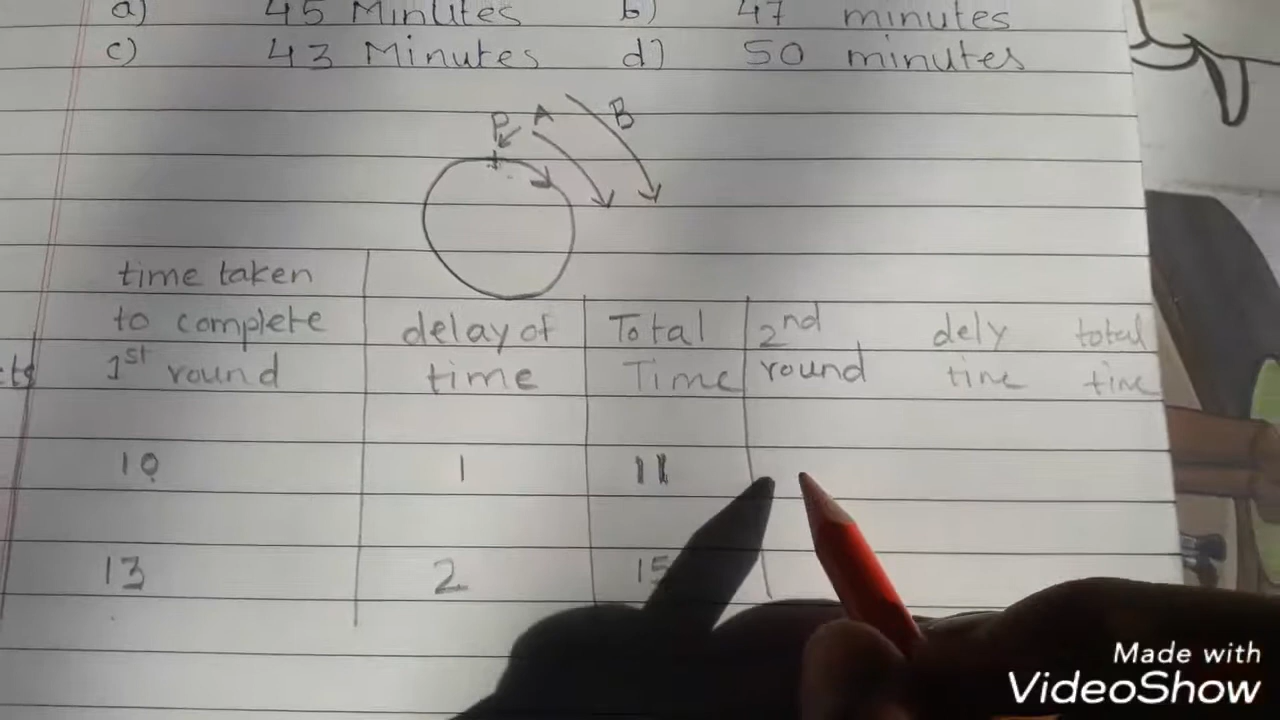 a) 45 Minutes b) 47 minutes
c) 43 Minutes d) 50 minutes
P A B
time taken
to complete delay of Total 2nd dely total
1st round time Time round tine time
10 1 11
13 2 15
Made with
VideoShow